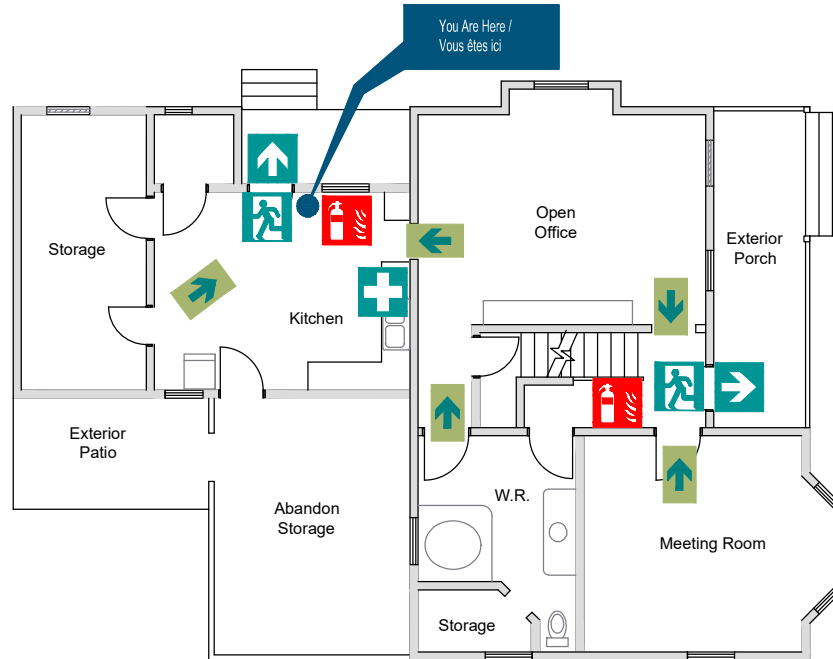 You Are Here /
Vous êtes ici
Open
Office
Storage
Exterior
Porch
Kitchen
Exterior
Patio
W.R.
Abandon
Storage
Meeting Room
Storage